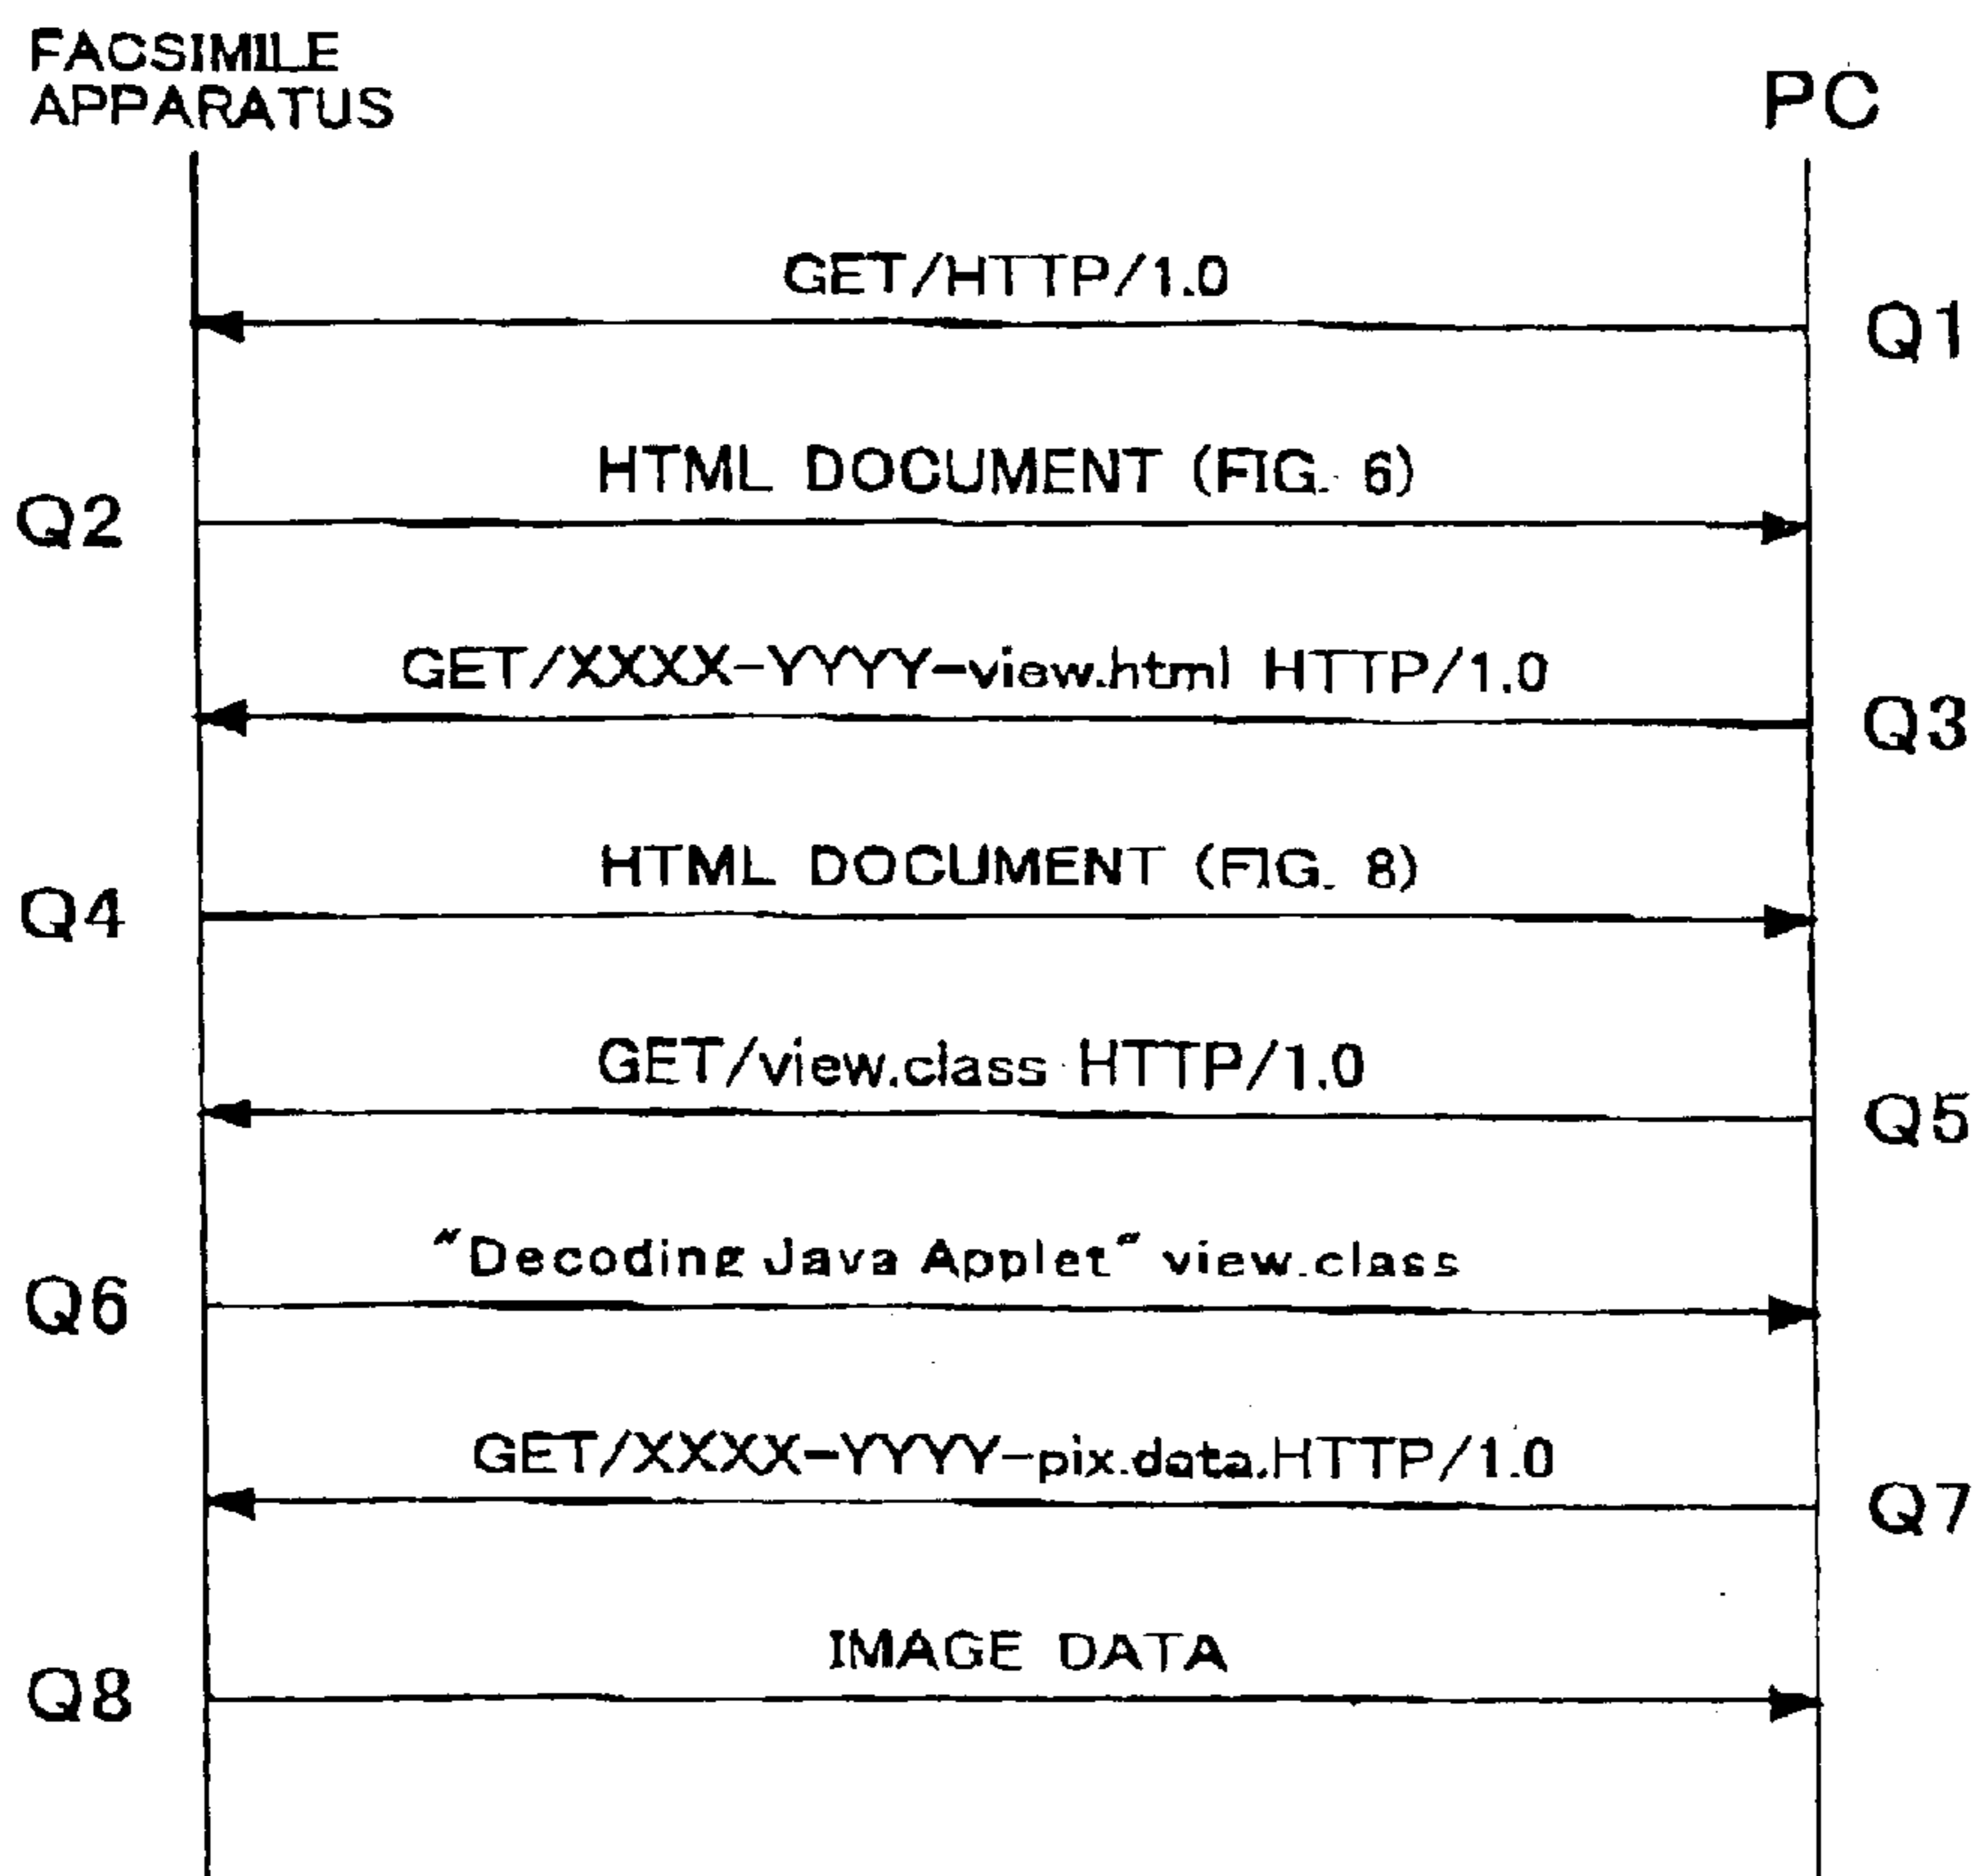 FACSIMILE
APPARATUS
PC
GET/HTTP/1.0
Q1
HTML DOCUMENT (FIG. 6)
Q2
GET/XXXX-YYYY-view.html HTTP/1.0
Q3
HTML DOCUMENT (FIG. 8)
Q4
GET/view.class HTTP/1.0
Q5
"Decoding Java Applet" view.class
Q6
GET/XXXX-YYYY-pix.data.HTTP/1.0
Q7
IMAGE DATA
Q8